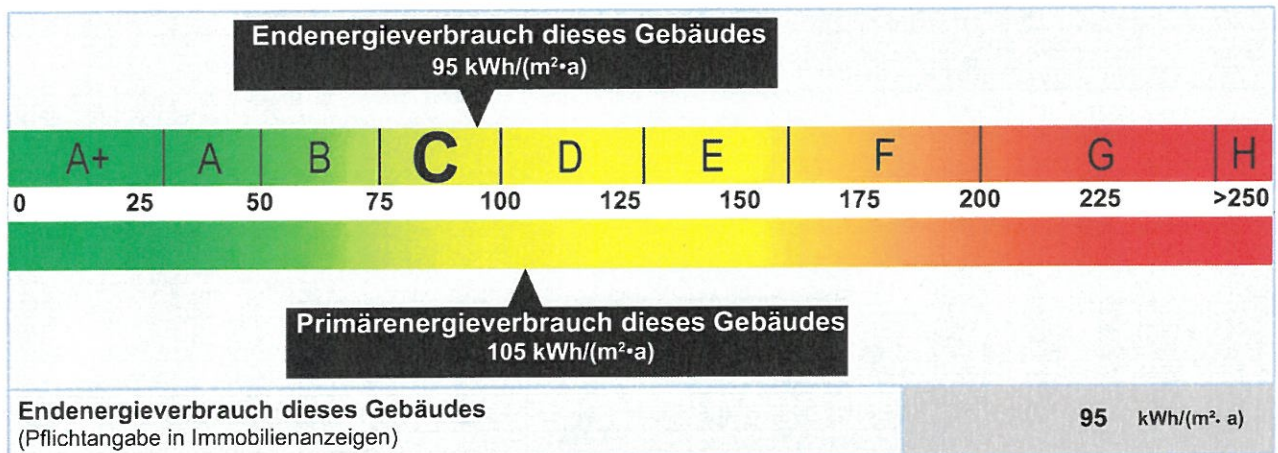 Endenergieverbrauch dieses Gebäudes
95 kWh/(m²•a)
A+ A B C D E F G H
0 25 50 75 100 125 150 175 200 225 >250
Primärenergieverbrauch dieses Gebäudes
105 kWh/(m²•a)
Endenergieverbrauch dieses Gebäudes
(Pflichtangabe in Immobilienanzeigen)
95 kWh/(m². a)